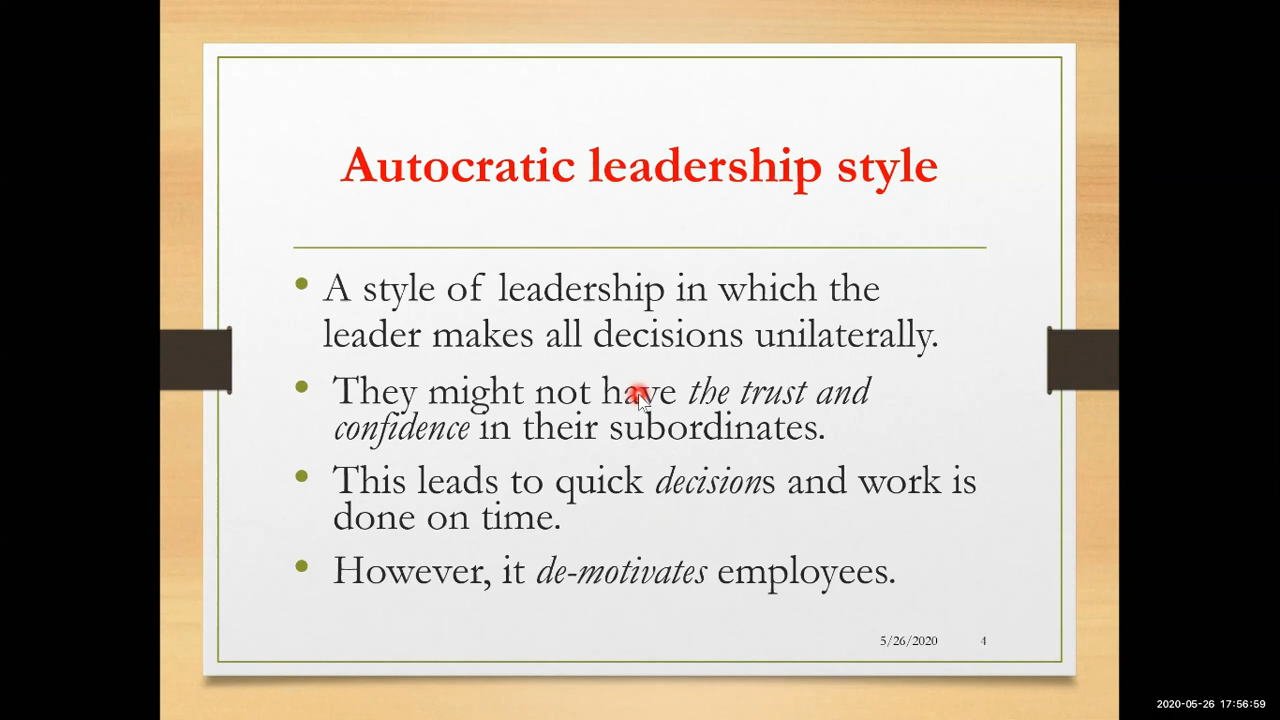 Autocratic leadership style
• A style of leadership in which the
leader makes all decisions unilaterally.
• They might not have the trust and
confidence in their subordinates.
• This leads to quick decisions and work is
done on time.
• However, it de-motivates employees.
5/26/2020 4
2020-05-26 17:56:59